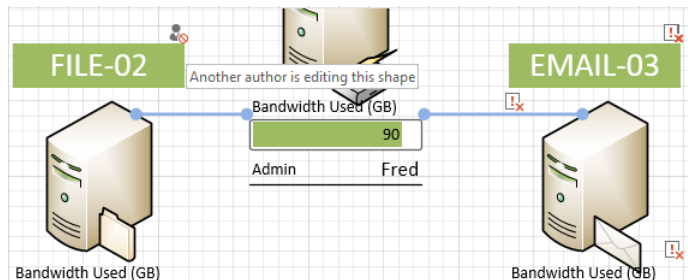 FILE-02
Another author is editing this shape
EMAIL-03
Bandwidth Used (GB)
90
Admin Fred
Bandwidth Used (GB)
Bandwidth Used (GB)